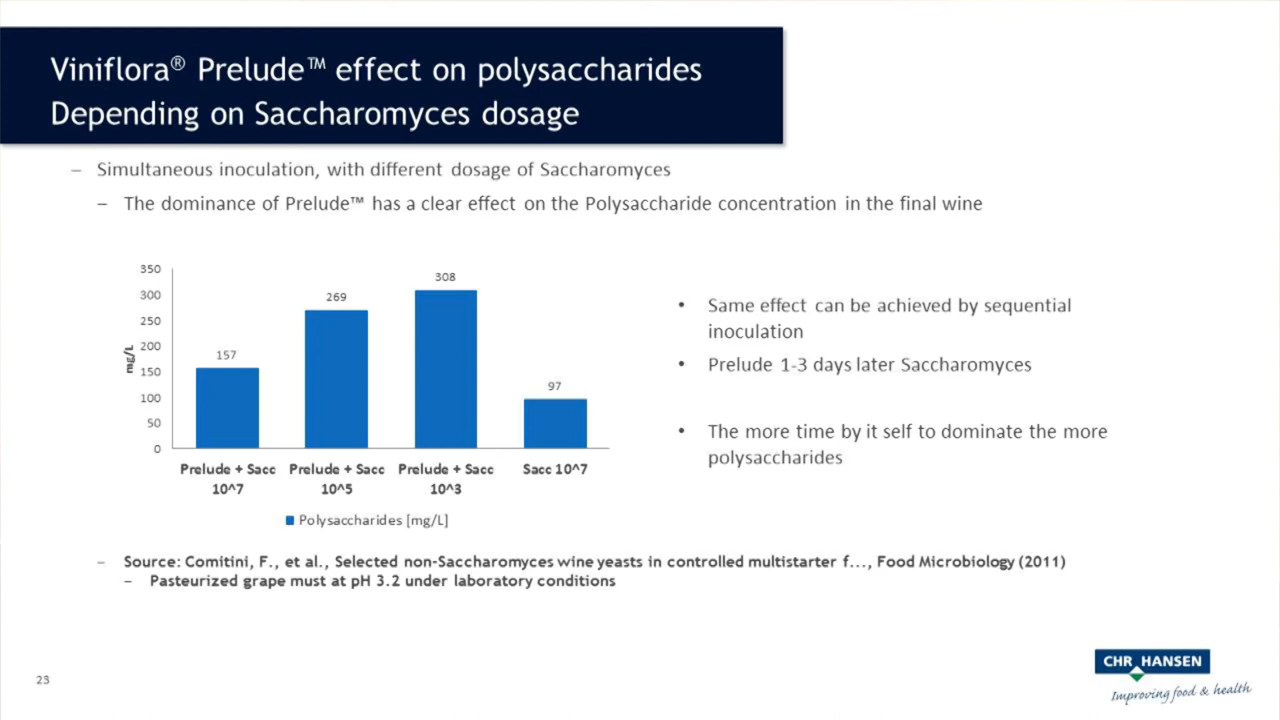 Viniflora® Prelude™ effect on polysaccharides
Depending on Saccharomyces dosage
– Simultaneous inoculation, with different dosage of Saccharomyces
– The dominance of Prelude™ has a clear effect on the Polysaccharide concentration in the final wine
350
300
250
200
150
100
50
0
mg/L
157
269
308
97
Prelude + Sacc
10^7
Prelude + Sacc
10^5
Prelude + Sacc
10^3
Sacc 10^7
Polysaccharides [mg/L]
• Same effect can be achieved by sequential
inoculation
• Prelude 1-3 days later Saccharomyces
• The more time by it self to dominate the more
polysaccharides
– Source: Comitini, F., et al., Selected non-Saccharomyces wine yeasts in controlled multistarter f..., Food Microbiology (2011)
– Pasteurized grape must at pH 3.2 under laboratory conditions
23
CHR HANSEN
Improving food & health